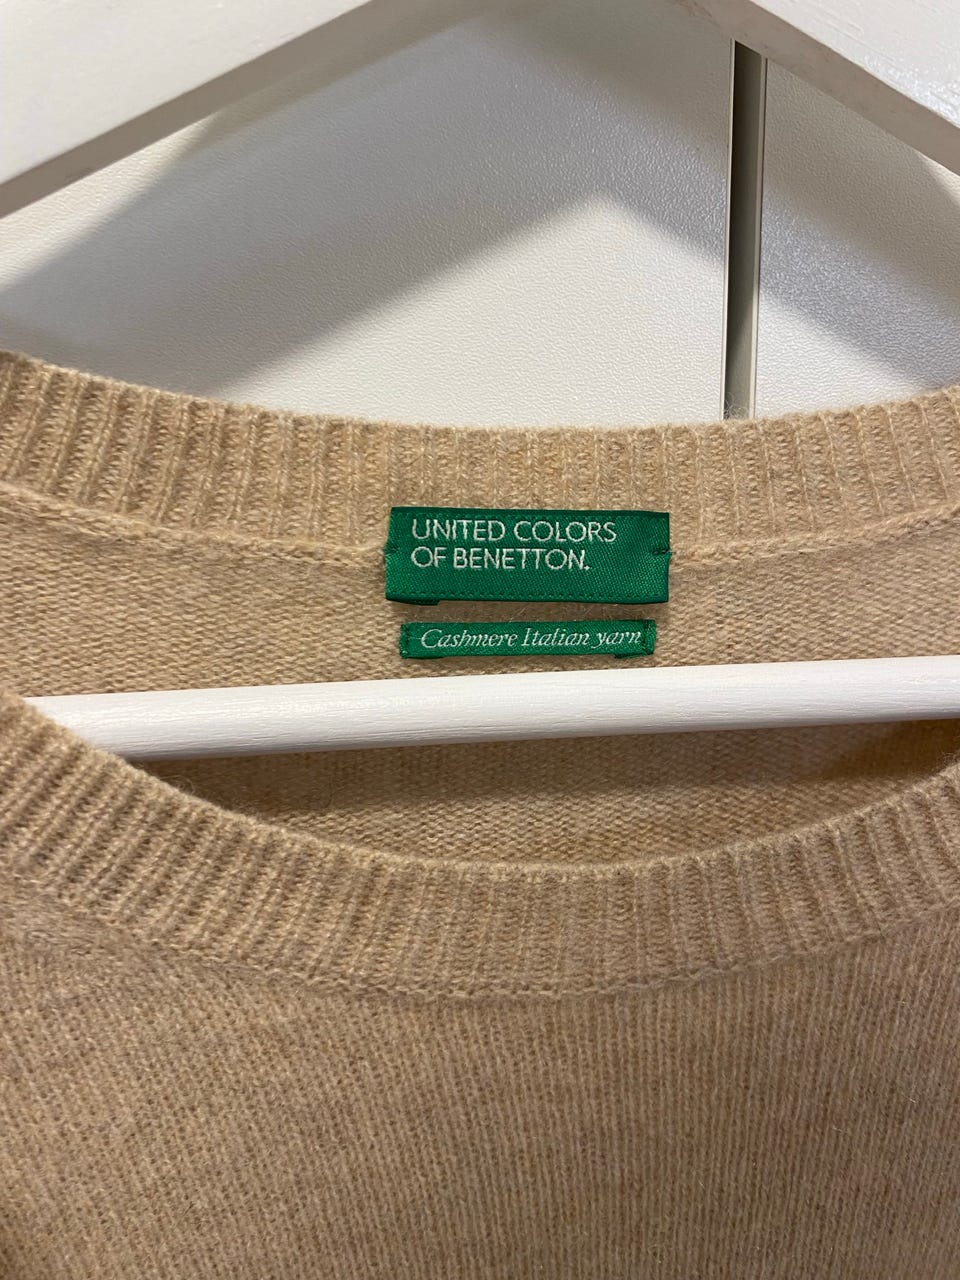 UNITED COLORS
OF BENETTON.
Cashmere Italian yarn